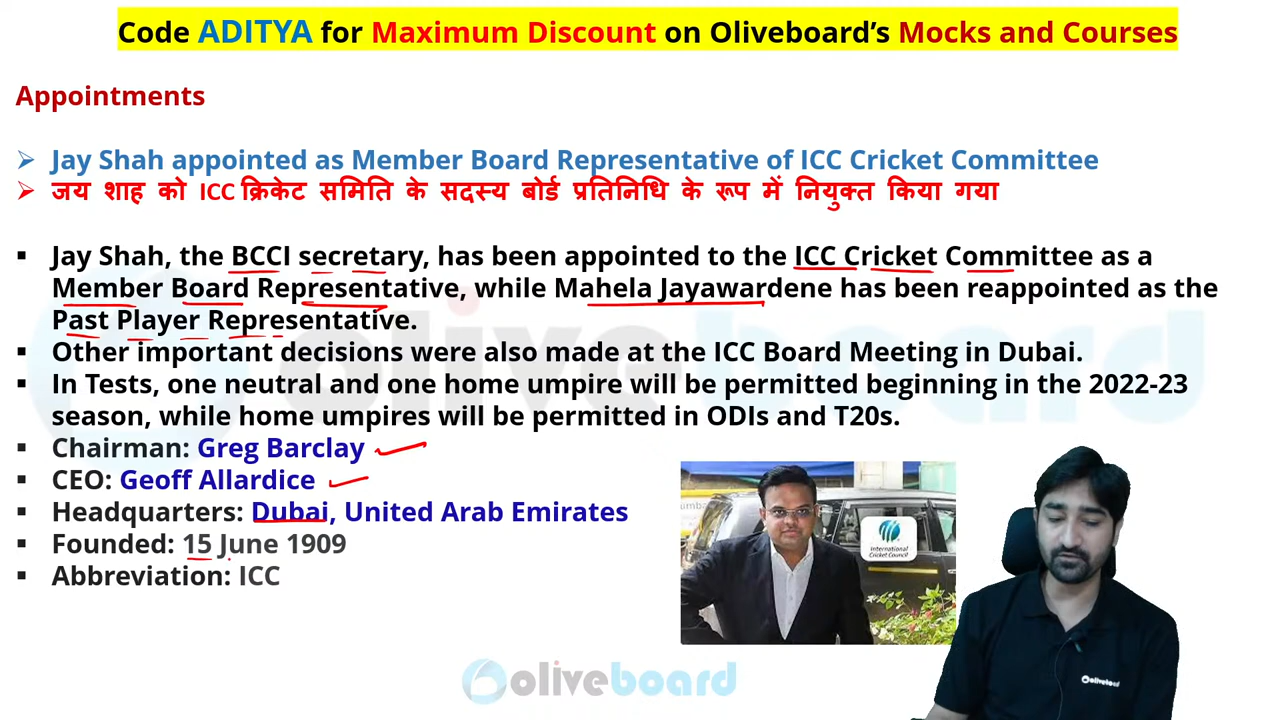 Code ADITYA for Maximum Discount on Oliveboard's Mocks and Courses
Appointments
➢ Jay Shah appointed as Member Board Representative of ICC Cricket Committee
➢ जय शाह को ICC क्रिकेट समिति के सदस्य बोर्ड प्रतिनिधि के रूप में नियुक्त किया गया
▪ Jay Shah, the BCCI secretary, has been appointed to the ICC Cricket Committee as a
Member Board Representative, while Mahela Jayawardene has been reappointed as the
Past Player Representative.
▪ Other important decisions were also made at the ICC Board Meeting in Dubai.
▪ In Tests, one neutral and one home umpire will be permitted beginning in the 2022-23
season, while home umpires will be permitted in ODIs and T20s.
▪ Chairman: Greg Barclay
▪ CEO: Geoff Allardice
▪ Headquarters: Dubai, United Arab Emirates
▪ Founded: 15 June 1909
▪ Abbreviation: ICC
International
Cricket Council
oliveboard
oliveboard
oliveboard